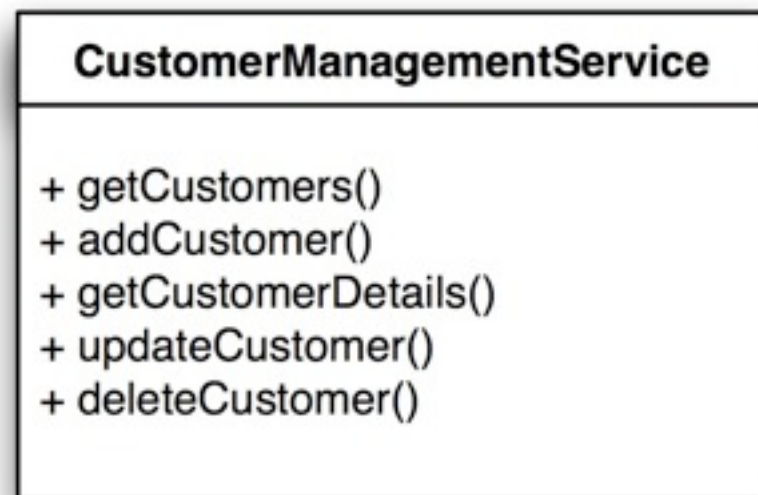 CustomerManagementService
+ getCustomers()
+ addCustomer()
+ getCustomerDetails()
+ updateCustomer()
+ deleteCustomer()